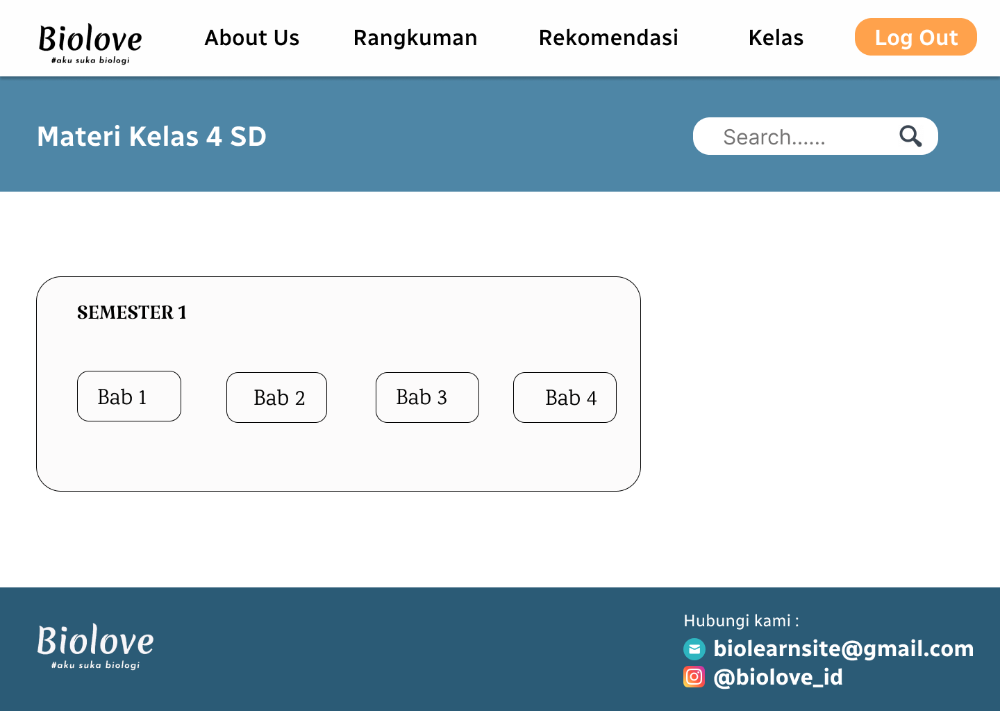 Biolove
#aku suka biologi
About Us
Rangkuman
Rekomendasi
Kelas
Log Out
Materi Kelas 4 SD
Search......
SEMESTER 1
Bab 1
Bab 2
Bab 3
Bab 4
Biolove
#aku suka biologi
Hubungi kami :
biolearnsite@gmail.com
@biolove_id